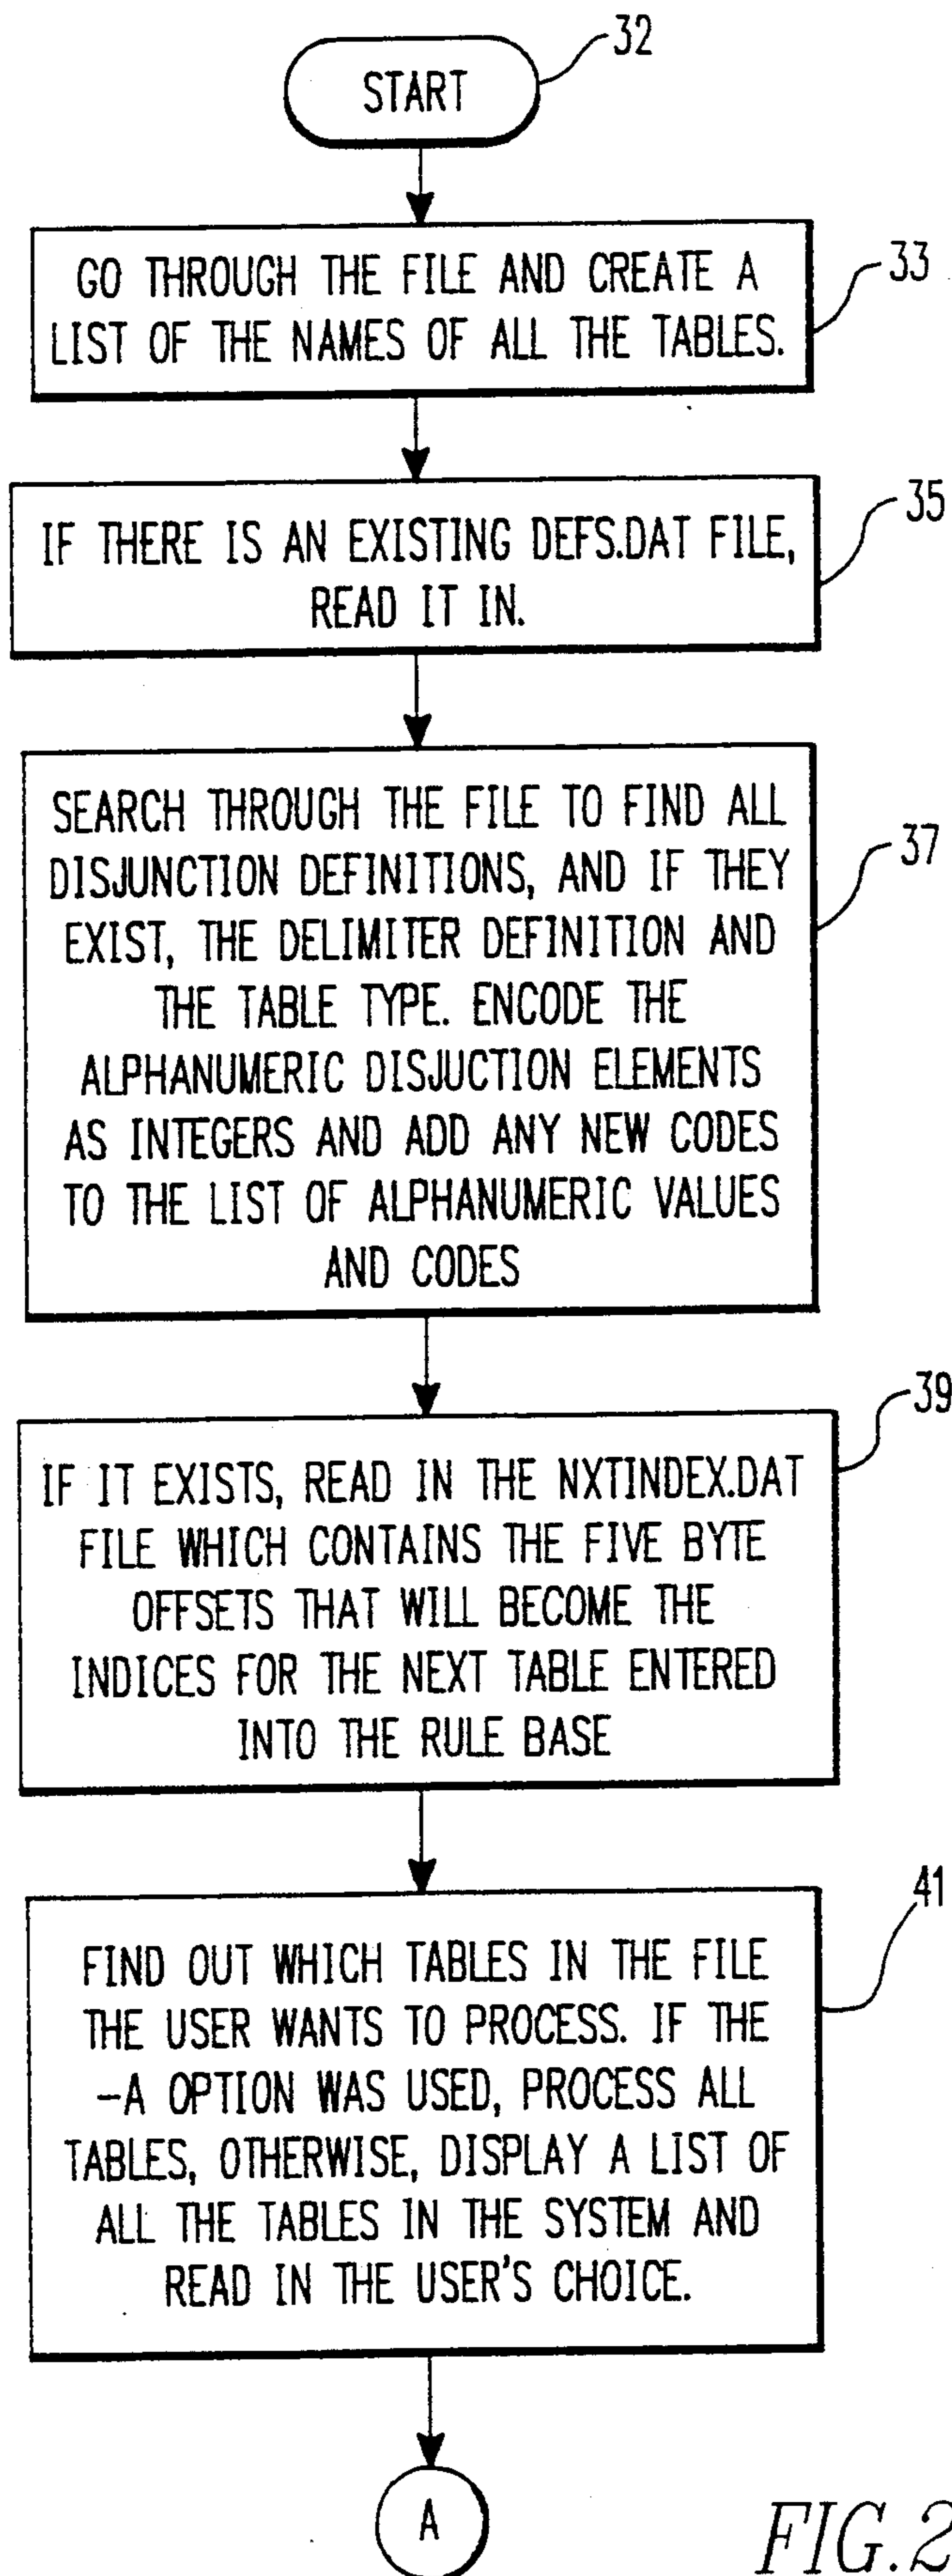 START
32
GO THROUGH THE FILE AND CREATE A
LIST OF THE NAMES OF ALL THE TABLES.
33
IF THERE IS AN EXISTING DEFS.DAT FILE,
READ IT IN.
35
SEARCH THROUGH THE FILE TO FIND ALL
DISJUNCTION DEFINITIONS, AND IF THEY
EXIST, THE DELIMITER DEFINITION AND
THE TABLE TYPE. ENCODE THE
ALPHANUMERIC DISJUCTION ELEMENTS
AS INTEGERS AND ADD ANY NEW CODES
TO THE LIST OF ALPHANUMERIC VALUES
AND CODES
37
IF IT EXISTS, READ IN THE NXTINDEX.DAT
FILE WHICH CONTAINS THE FIVE BYTE
OFFSETS THAT WILL BECOME THE
INDICES FOR THE NEXT TABLE ENTERED
INTO THE RULE BASE
39
FIND OUT WHICH TABLES IN THE FILE
THE USER WANTS TO PROCESS. IF THE
-A OPTION WAS USED, PROCESS ALL
TABLES, OTHERWISE, DISPLAY A LIST OF
ALL THE TABLES IN THE SYSTEM AND
READ IN THE USER'S CHOICE.
41
A
FIG.2